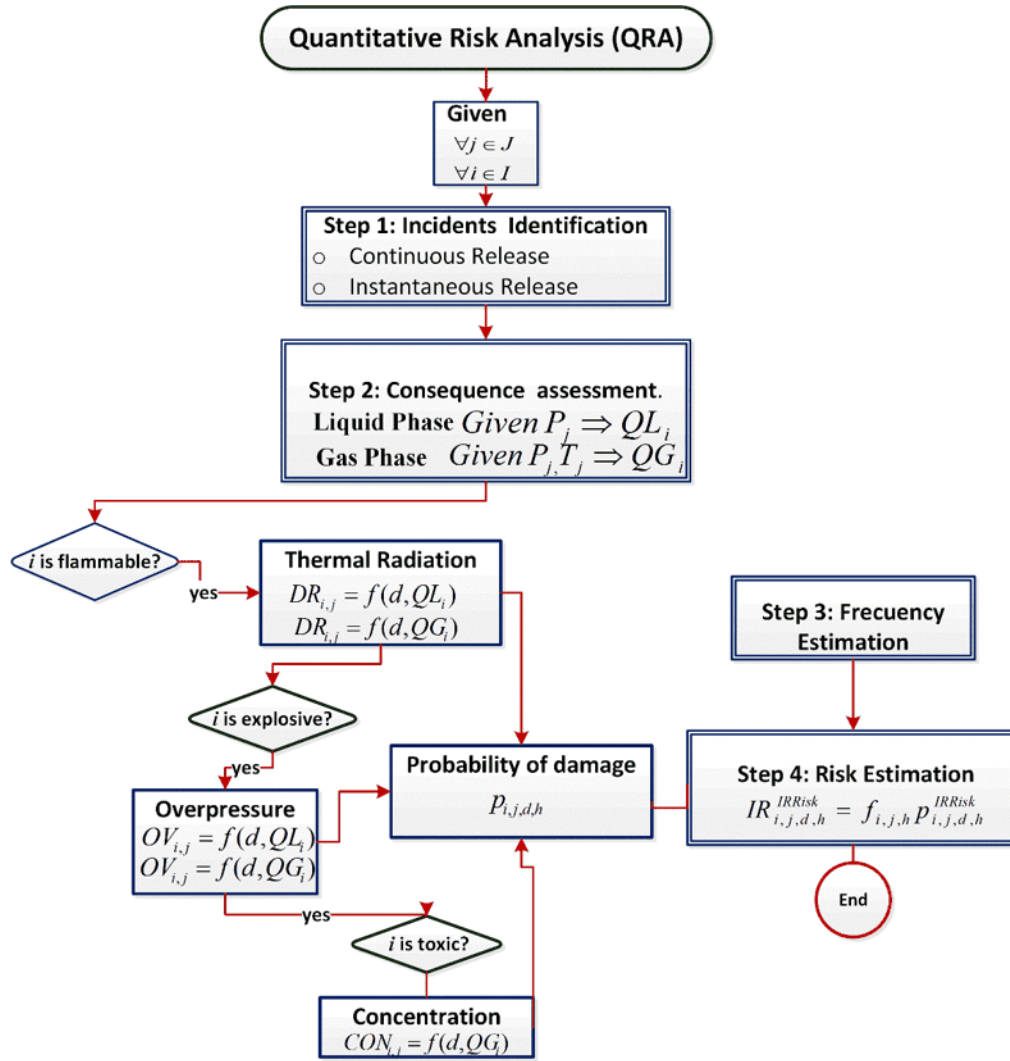 Quantitative Risk Analysis (QRA)
Given
∀j ∈ J
∀i ∈ I
Step 1: Incidents Identification
o Continuous Release
o Instantaneous Release
Step 2: Consequence assessment.
Liquid Phase Given P_j ⇒ QL_i
Gas Phase Given P_j, T_j ⇒ QG_i
i is flammable?
yes
Thermal Radiation
DR_{i,j} = f(d,QL_i)
DR_{i,j} = f(d,QG_i)
Step 3: Frecuency
Estimation
i is explosive?
yes
Overpressure
OV_{i,j} = f(d,QL_i)
OV_{i,j} = f(d,QG_i)
Probability of damage
p_{i,j,d,h}
Step 4: Risk Estimation
IR_{i,j,d,h}^{IRRisk} = f_{i,j,h} p_{i,j,d,h}^{IRRisk}
End
yes
i is toxic?
Concentration
CON_{i,j} = f(d,QG_i)